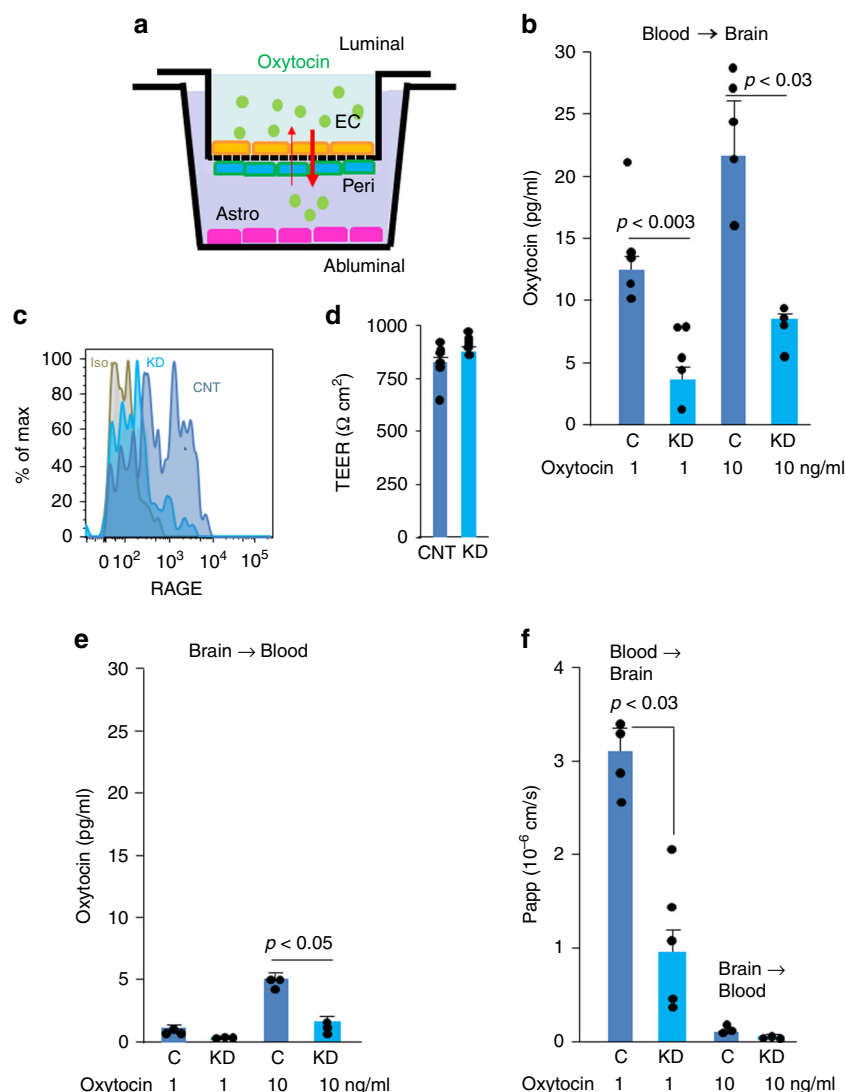 a
Luminal
Oxytocin
EC
Peri
Astro
Abluminal
b
Blood → Brain
30
25
20
15
10
5
0
Oxytocin (pg/ml)
p < 0.003
p < 0.03
C KD C KD
Oxytocin 1 1 10 10 ng/ml
c
100
80
60
40
20
0
% of max
Iso
KD
CNT
0 10² 10³ 10⁴ 10⁵
RAGE
d
1000
750
500
250
0
TEER (Ω cm²)
CNT KD
e
Brain → Blood
30
25
20
15
10
5
0
Oxytocin (pg/ml)
p < 0.05
C KD C KD
Oxytocin 1 1 10 10 ng/ml
f
Blood →
Brain
p < 0.03
4
3
2
1
0
Papp (10⁻⁶ cm/s)
Brain →
Blood
C KD C KD
Oxytocin 1 1 10 10 ng/ml